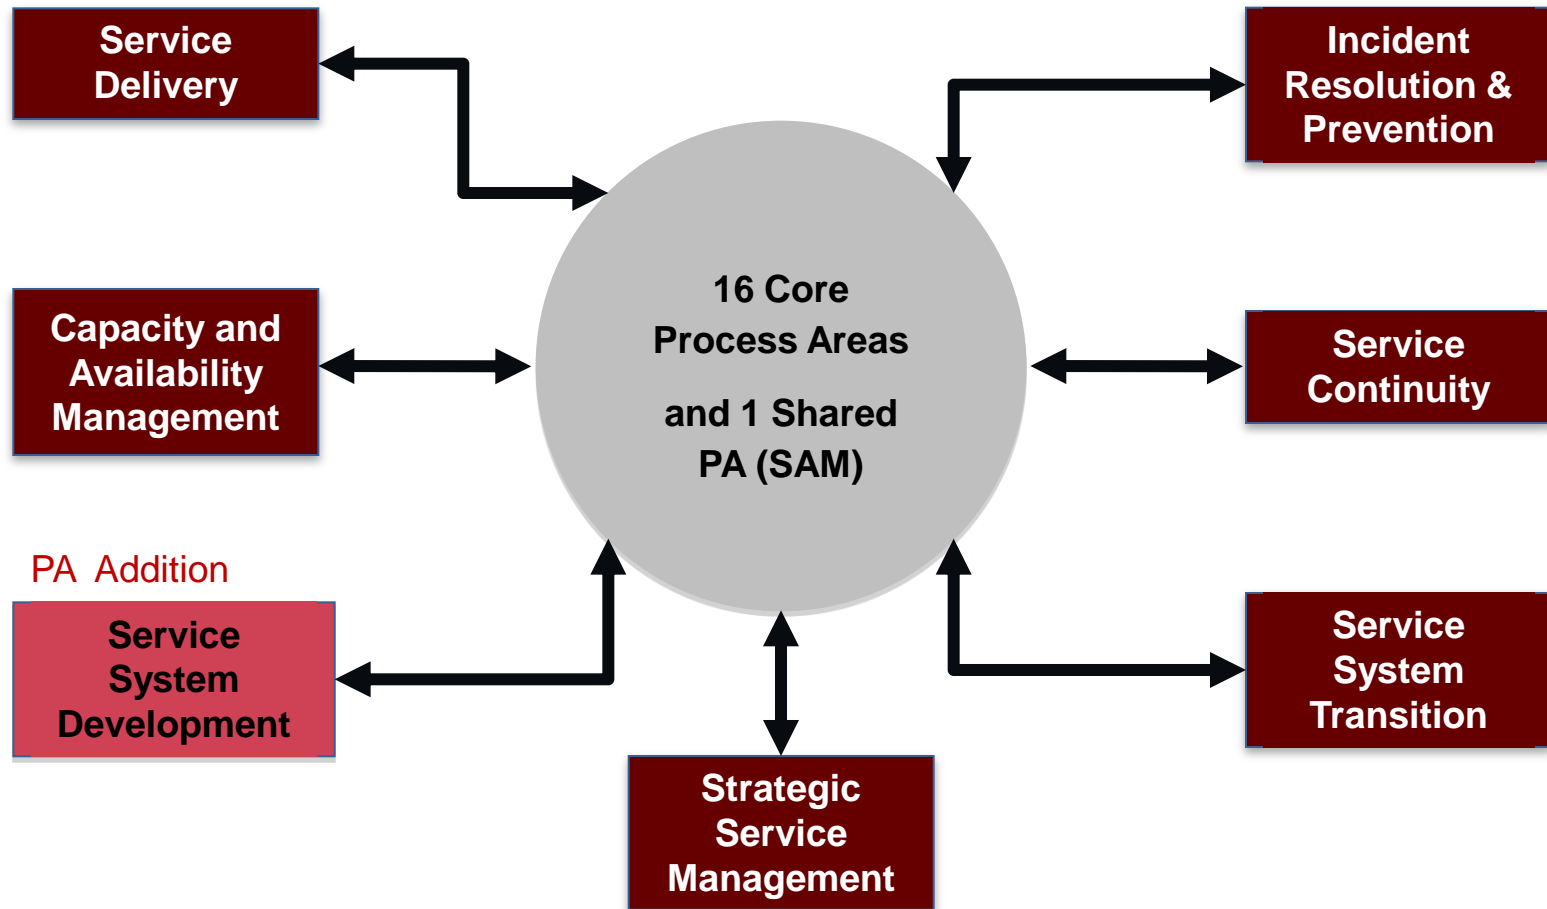 Service
Delivery
Incident
Resolution &
Prevention
16 Core
Process Areas
and 1 Shared
PA (SAM)
Capacity and
Availability
Management
Service
Continuity
PA Addition
Service
System
Development
Strategic
Service
Management
Service
System
Transition